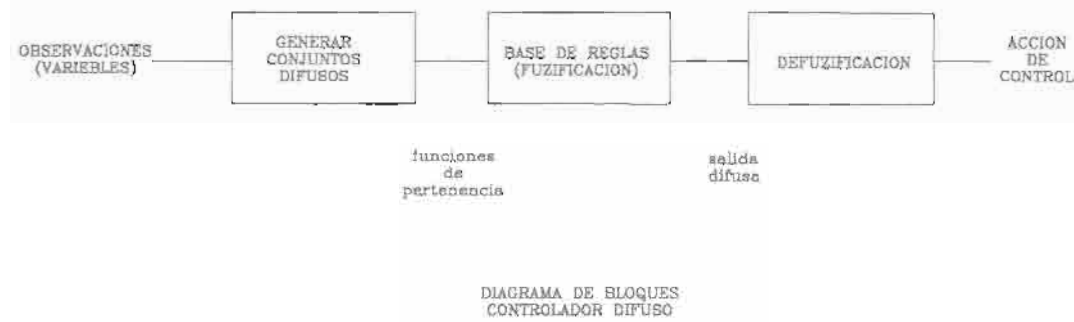 OBSERVACIONES
(VARIEBLES)
GENERAR
CONJUNTOS
DIFUSOS
BASE DE REGLAS
(FUZIFICACION)
DEFUZIFICACION
ACCION
DE
CONTROL
funciones
de
pertenencia
salida
difusa
DIAGRAMA DE BLOQUES
CONTROLADOR DIFUSO